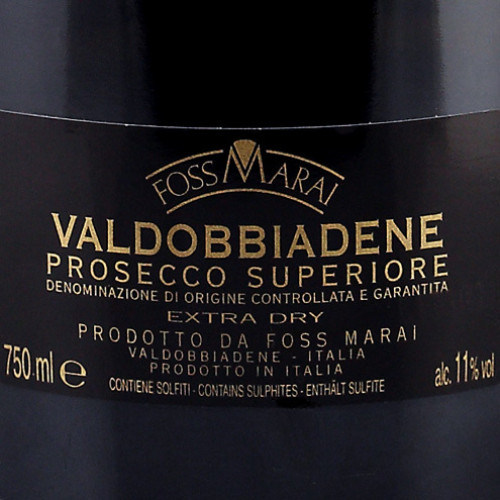 FOSS MARAI
VALDOBBIADENE
PROSECCO SUPERIORE
DENOMINAZIONE DI ORIGINE CONTROLLATA E GARANTITA
EXTRA DRY
PRODOTTO DA FOSS MARAI
VALDOBBIADENE - ITALIA
PRODOTTO IN ITALIA
750 ml ℮
alc. 11% vol
CONTIENE SOLFITI - CONTAINS SULPHITES - ENTHÄLT SULFITE